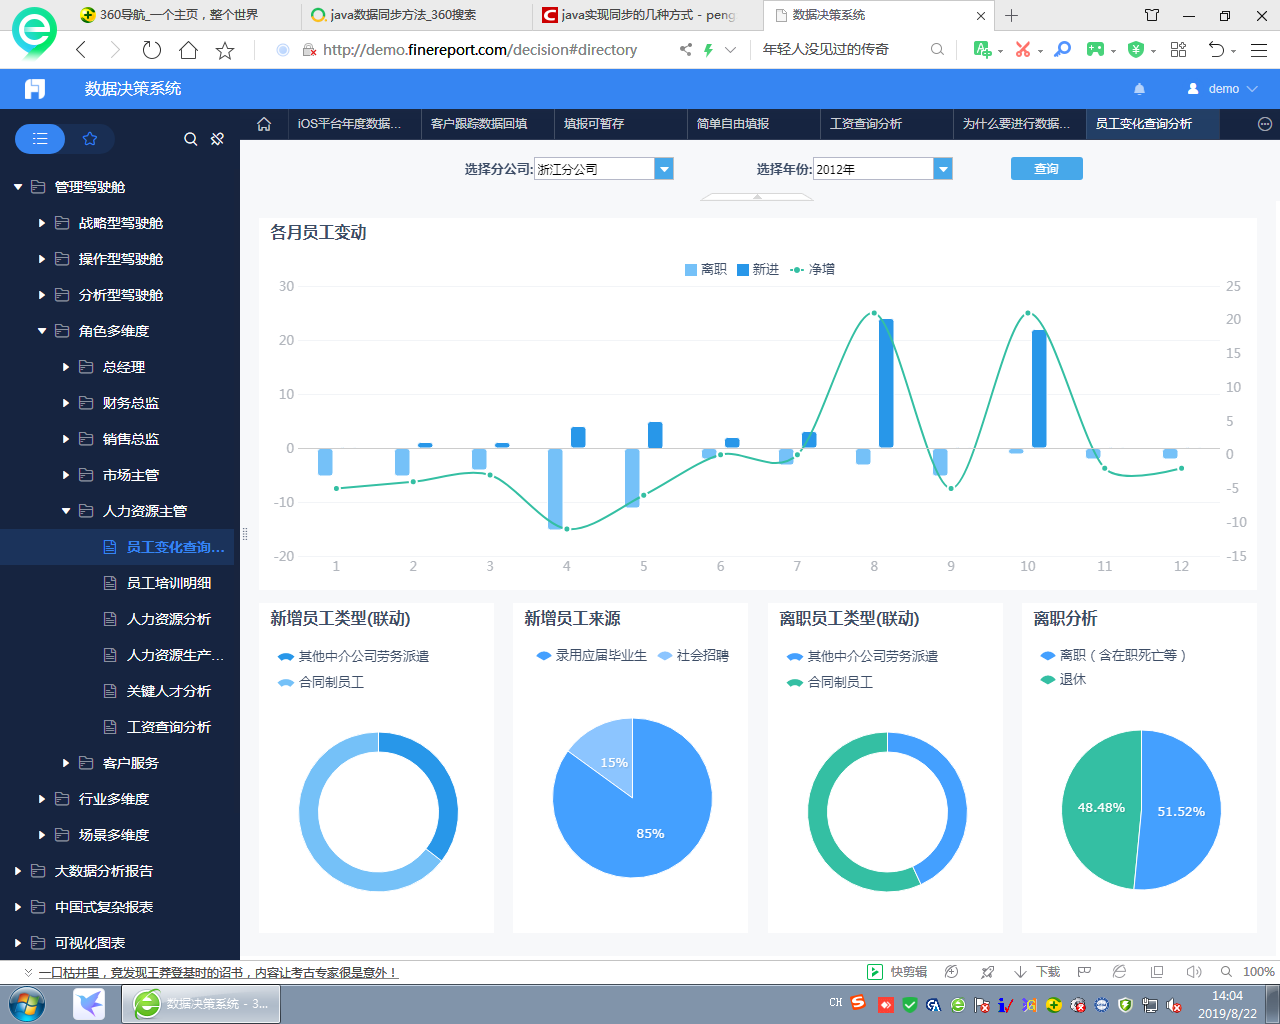 360导航_一个主页，整个世界
java数据同步方法_360搜索
java实现同步的几种方式 - peng
数据决策系统
http://demo.finereport.com/decision#directory
年轻人没见过的传奇
数据决策系统
demo
iOS平台年度数据...
客户跟踪数据回填
填报可暂存
简单自由填报
工资查询分析
为什么要进行数据...
员工变化查询分析
管理驾驶舱
战略型驾驶舱
操作型驾驶舱
分析型驾驶舱
角色多维度
总经理
财务总监
销售总监
市场主管
人力资源主管
员工变化查询...
员工培训明细
人力资源分析
人力资源生产...
关键人才分析
工资查询分析
客户服务
行业多维度
场景多维度
大数据分析报告
中国式复杂报表
可视化图表
选择分公司:
浙江分公司
选择年份:
2012年
查询
各月员工变动
离职 新进 净增
30
20
10
0
-10
-20
25
20
15
10
5
0
-5
-10
-15
1 2 3 4 5 6 7 8 9 10 11 12
新增员工类型(联动)
其他中介公司劳务派遣
合同制员工
新增员工来源
录用应届毕业生 社会招聘
15%
85%
离职员工类型(联动)
其他中介公司劳务派遣
合同制员工
离职分析
离职（含在职死亡等）
退休
48.48%
51.52%
一口枯井里，竟发现王莽登基时的诏书，内容让考古专家很是意外！
快剪辑
下载
100%
数据决策系统 - 3...
CH
14:04
2019/8/22